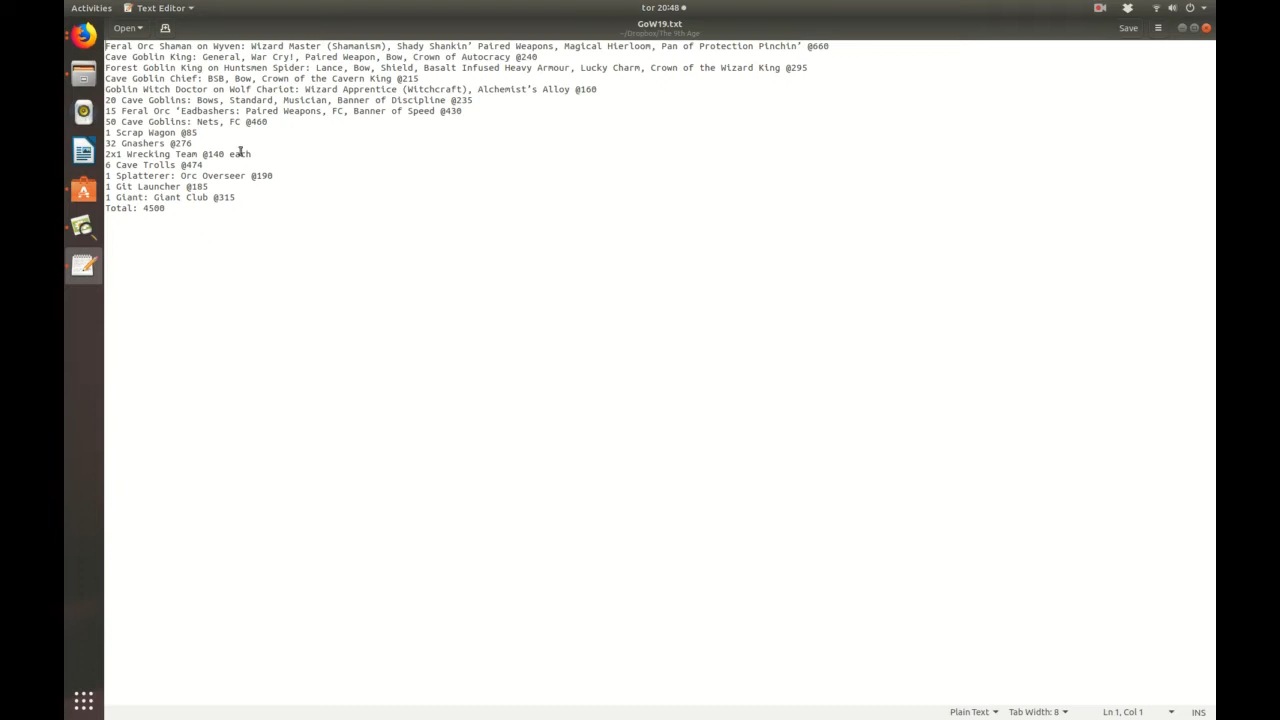 Activities
Text Editor
tor 20:48
Open
GoW19.txt
~/Dropbox/The 9th Age
Save
Feral Orc Shaman on Wyven: Wizard Master (Shamanism), Shady Shankin’ Paired Weapons, Magical Hierloom, Pan of Protection Pinchin’ @660
Cave Goblin King: General, War Cry!, Paired Weapon, Bow, Crown of Autocracy @240
Forest Goblin King on Huntsmen Spider: Lance, Bow, Shield, Basalt Infused Heavy Armour, Lucky Charm, Crown of the Wizard King @295
Cave Goblin Chief: BSB, Bow, Crown of the Cavern King @215
Goblin Witch Doctor on Wolf Chariot: Wizard Apprentice (Witchcraft), Alchemist’s Alloy @160
20 Cave Goblins: Bows, Standard, Musician, Banner of Discipline @235
15 Feral Orc ‘Eadbashers: Paired Weapons, FC, Banner of Speed @430
50 Cave Goblins: Nets, FC @460
1 Scrap Wagon @85
32 Gnashers @276
2x1 Wrecking Team @140 each
6 Cave Trolls @474
1 Splatterer: Orc Overseer @190
1 Git Launcher @185
1 Giant: Giant Club @315
Total: 4500
Plain Text
Tab Width: 8
Ln 1, Col 1
INS